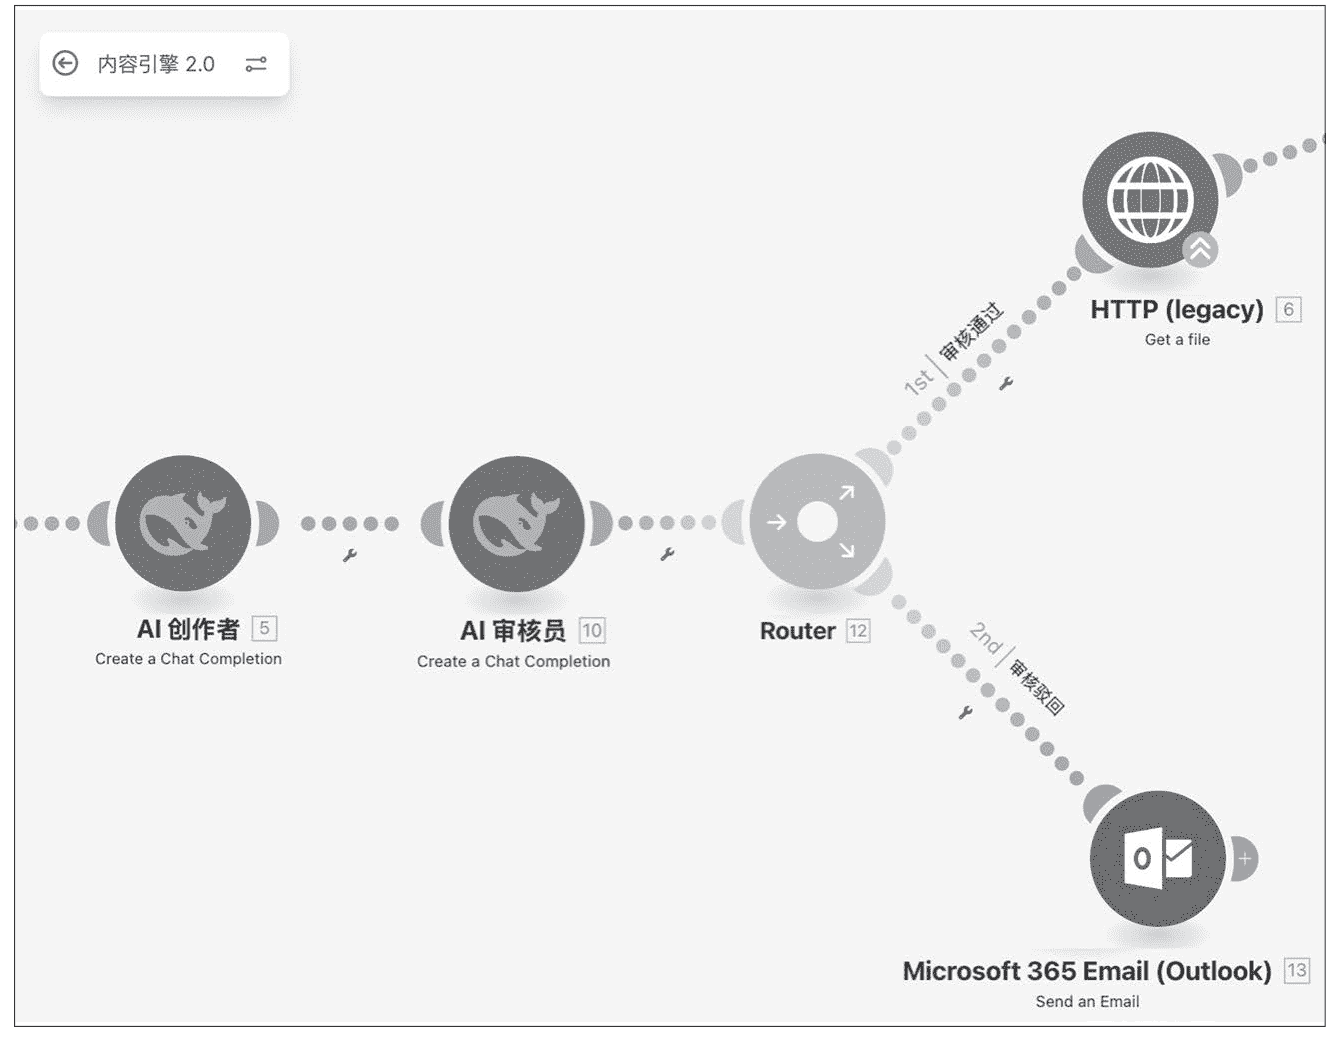 内容引擎 2.0
HTTP (legacy) 6
Get a file
1st | 审核通过
AI 创作者 5
Create a Chat Completion
AI 审核员 10
Create a Chat Completion
Router 12
2nd | 审核驳回
Microsoft 365 Email (Outlook) 13
Send an Email